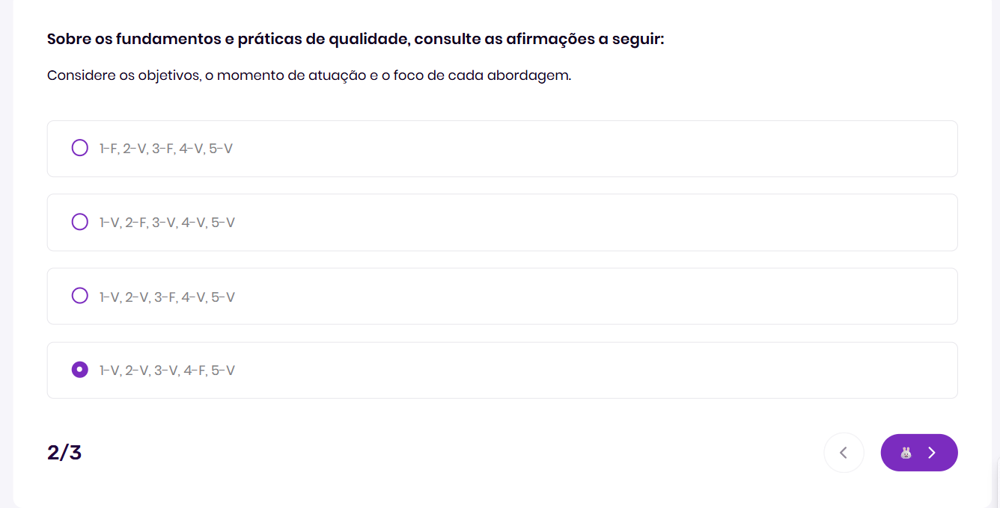 Sobre os fundamentos e práticas de qualidade, consulte as afirmações a seguir:
Considere os objetivos, o momento de atuação e o foco de cada abordagem.
1-F, 2-V, 3-F, 4-V, 5-V
1-V, 2-F, 3-V, 4-V, 5-V
1-V, 2-V, 3-F, 4-V, 5-V
1-V, 2-V, 3-V, 4-F, 5-V
2/3